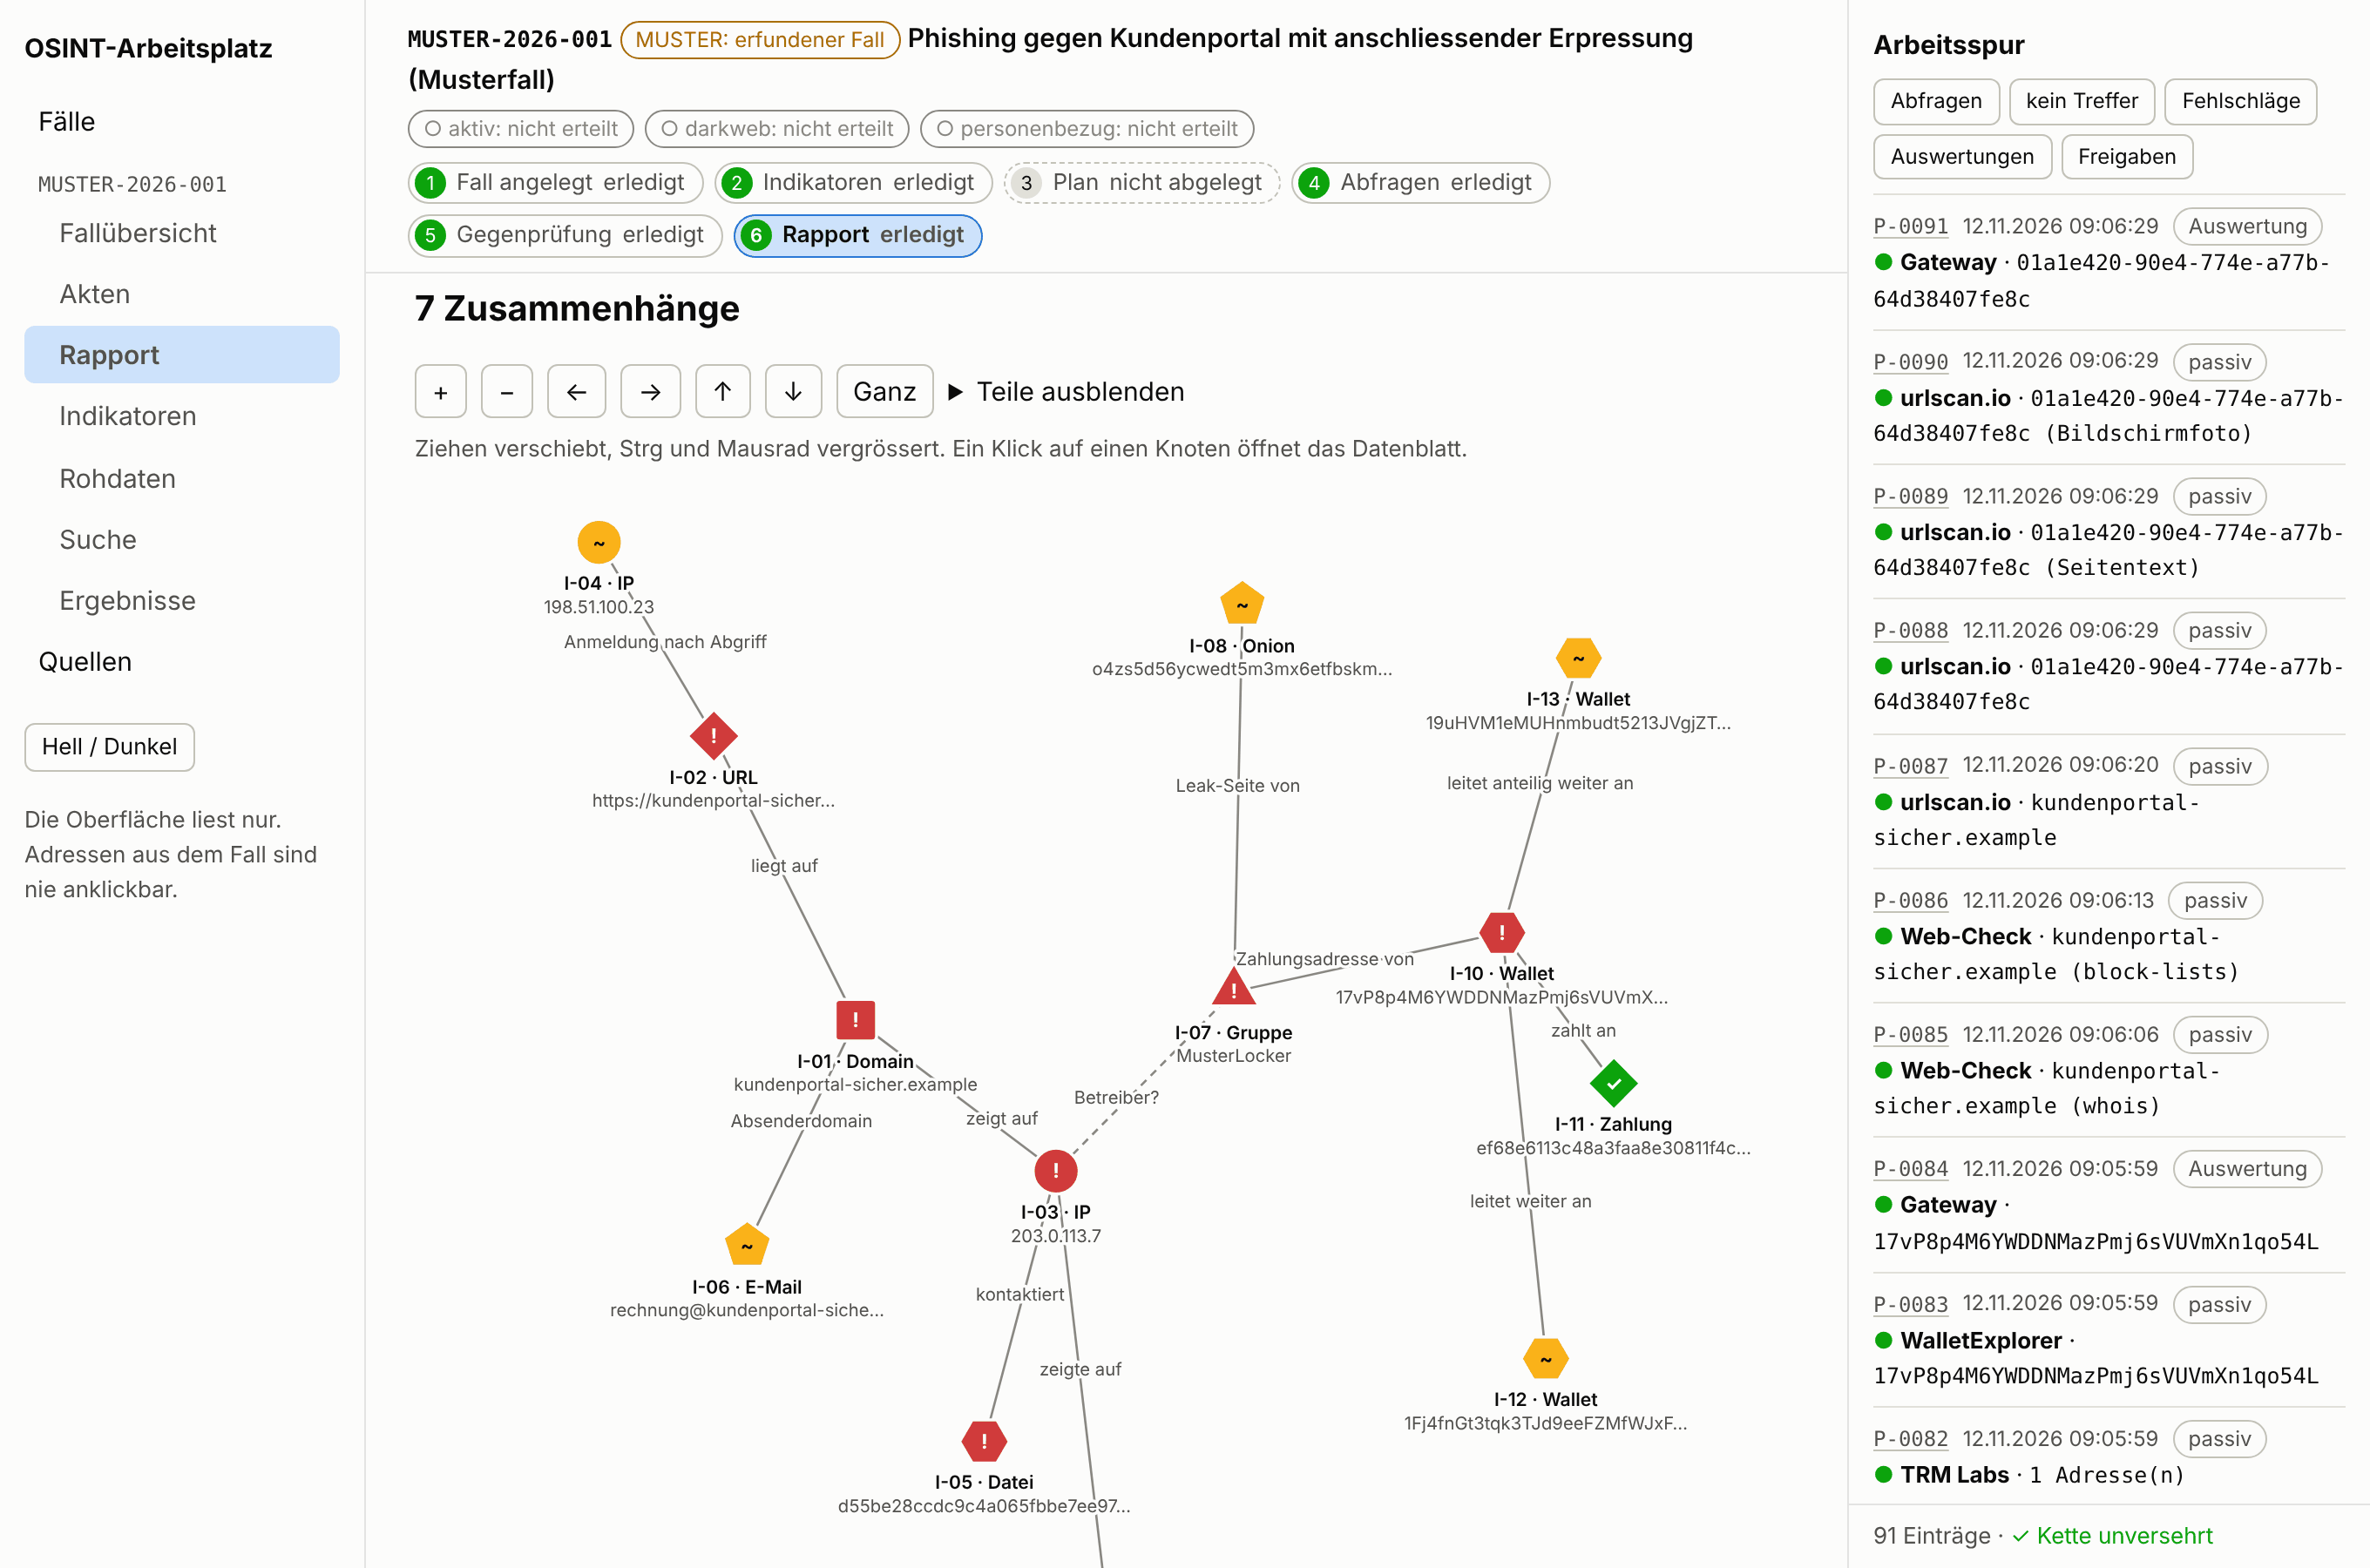 OSINT-Arbeitsplatz
Fälle
MUSTER-2026-001
Fallübersicht
Akten
Rapport
Indikatoren
Rohdaten
Suche
Ergebnisse
Quellen
Hell / Dunkel
Die Oberfläche liest nur.
Adressen aus dem Fall sind
nie anklickbar.
MUSTER-2026-001 MUSTER: erfundener Fall Phishing gegen Kundenportal mit anschliessender Erpressung
(Musterfall)
aktiv: nicht erteilt darkweb: nicht erteilt personenbezug: nicht erteilt
1 Fall angelegt erledigt 2 Indikatoren erledigt 3 Plan nicht abgelegt 4 Abfragen erledigt
5 Gegenprüfung erledigt 6 Rapport erledigt
7 Zusammenhänge
+ − ← → ↑ ↓ Ganz ▶ Teile ausblenden
Ziehen verschiebt, Strg und Mausrad vergrössert. Ein Klick auf einen Knoten öffnet das Datenblatt.
~
I-04 · IP
198.51.100.23
Anmeldung nach Abgriff
!
I-02 · URL
https://kundenportal-sicher…
liegt auf
!
I-01 · Domain
kundenportal-sicher.example
Absenderdomain
zeigt auf
~
I-06 · E-Mail
rechnung@kundenportal-siche…
~
I-08 · Onion
o4zs5d56ycwedt5m3mx6etfbskm…
Leak-Seite von
!
I-07 · Gruppe
MusterLocker
Betreiber?
Zahlungsadresse von
!
I-03 · IP
203.0.113.7
kontaktiert
zeigte auf
!
I-05 · Datei
d55be28ccdc9c4a065fbbe7ee97…
~
I-13 · Wallet
19uHVM1eMUHnmbudt5213JVgjZT…
leitet anteilig weiter an
!
I-10 · Wallet
17vP8p4M6YWDDNMazPmj6sVUVmX…
zahlt an
✓
I-11 · Zahlung
ef68e6113c48a3faa8e30811f4c…
leitet weiter an
~
I-12 · Wallet
1Fj4fnGt3tqk3TJd9eeFZMfWJxF…
Arbeitsspur
Abfragen kein Treffer Fehlschläge
Auswertungen Freigaben
P-0091 12.11.2026 09:06:29 Auswertung
Gateway · 01a1e420-90e4-774e-a77b-
64d38407fe8c
P-0090 12.11.2026 09:06:29 passiv
urlscan.io · 01a1e420-90e4-774e-a77b-
64d38407fe8c (Bildschirmfoto)
P-0089 12.11.2026 09:06:29 passiv
urlscan.io · 01a1e420-90e4-774e-a77b-
64d38407fe8c (Seitentext)
P-0088 12.11.2026 09:06:29 passiv
urlscan.io · 01a1e420-90e4-774e-a77b-
64d38407fe8c
P-0087 12.11.2026 09:06:20 passiv
urlscan.io · kundenportal-
sicher.example
P-0086 12.11.2026 09:06:13 passiv
Web-Check · kundenportal-
sicher.example (block-lists)
P-0085 12.11.2026 09:06:06 passiv
Web-Check · kundenportal-
sicher.example (whois)
P-0084 12.11.2026 09:05:59 Auswertung
Gateway ·
17vP8p4M6YWDDNMazPmj6sVUVmXn1qo54L
P-0083 12.11.2026 09:05:59 passiv
WalletExplorer ·
17vP8p4M6YWDDNMazPmj6sVUVmXn1qo54L
P-0082 12.11.2026 09:05:59 passiv
TRM Labs · 1 Adresse(n)
91 Einträge · ✓ Kette unversehrt